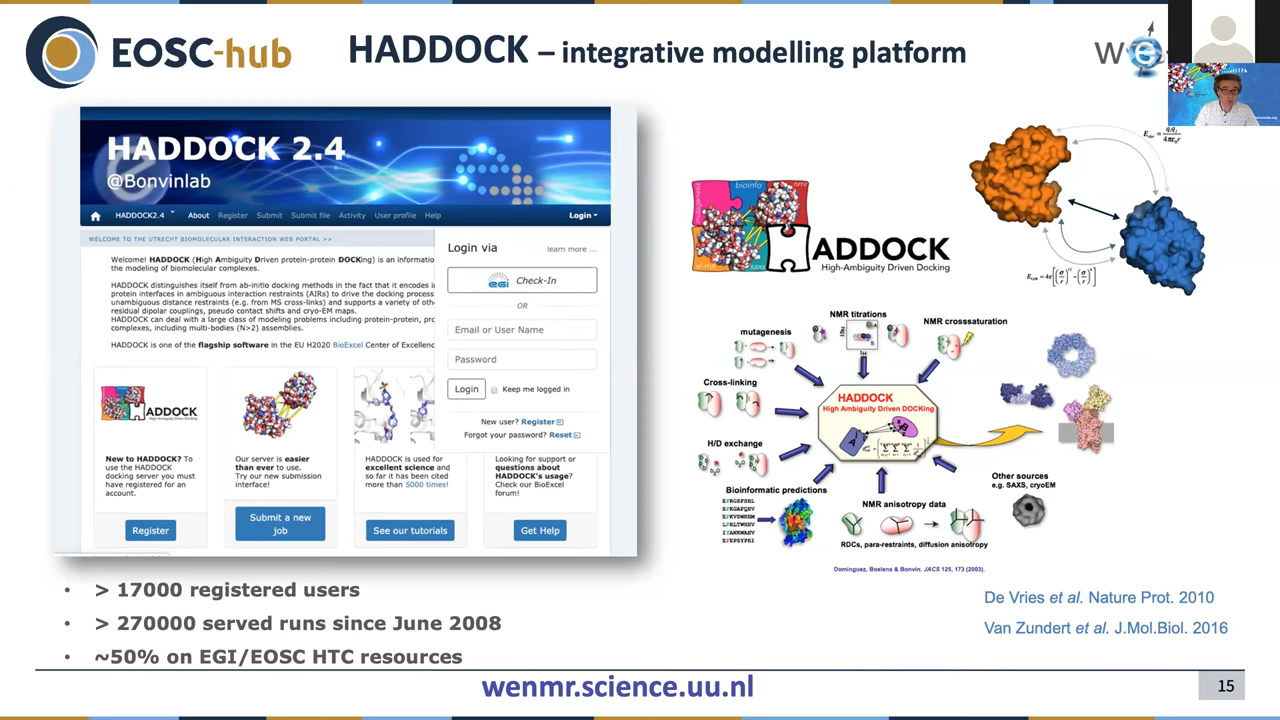 EOSC-hub
HADDOCK – integrative modelling platform
HADDOCK 2.4
@Bonvinlab
HADDOCK2.4 About Register Submit Submit file Activity User profile Help Login
WELCOME TO THE UTRECHT BIOMOLECULAR INTERACTION WEB PORTAL >>
Welcome! HADDOCK (High Ambiguity Driven protein-protein DOCKing) is an informatio
the modeling of biomolecular complexes.
HADDOCK distinguishes itself from ab-initio docking methods in the fact that it encodes i
protein interfaces in ambiguous interaction restraints (AIRs) to drive the docking process
unambiguous distance restraints (e.g. from MS cross-links) and supports a variety of othe
residual dipolar couplings, pseudo contact shifts and cryo-EM maps.
HADDOCK can deal with a large class of modeling problems including protein-protein, pro
complexes, including multi-bodies (N>2) assemblies.
HADDOCK is one of the flagship software in the EU H2020 BioExcel Center of Excellenc
Login via
learn more ...
EGI Check-In
OR
Email or User Name
Password
Login
Keep me logged in
New user? Register
Forgot your password? Reset
ADDOCK
High-Ambiguity Driven Docking
New to HADDOCK? To
use the HADDOCK
docking server you must
have registered for an
account.
Register
Our server is easier
than ever to use.
Try our new submission
interface!
Submit a new
job
HADDOCK is used for
excellent science and
so far it has been cited
more than 5000 times!
See our tutorials
Looking for support or
questions about
HADDOCK's usage?
Check our BioExcel
forum!
Get Help
mutagenesis
bioinfo
nmr
xl-ms
saxs
ADDOCK
High-Ambiguity Driven Docking
mutagenesis
NMR titrations
NMR crosssaturation
Cross-linking
H/D exchange
Bioinformatic predictions
HADDOCK
High Ambiguity Driven DOCKing
NMR anisotropy data
RDCs, para-restraints, diffusion anisotropy
Other sources
e.g. SAXS, cryoEM
Dominguez, Boelens & Bonvin. JACS 125, 173 (2003).
• > 17000 registered users
• > 270000 served runs since June 2008
• ~50% on EGI/EOSC HTC resources
De Vries et al. Nature Prot. 2010
Van Zundert et al. J.Mol.Biol. 2016
wenmr.science.uu.nl
15